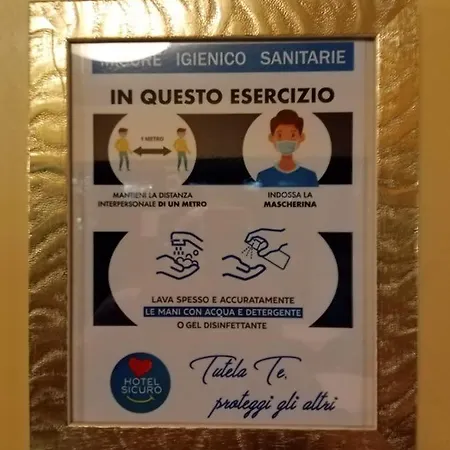 MISURE IGIENICO SANITARIE
IN QUESTO ESERCIZIO
1 METRO
MANTIENI LA DISTANZA
INTERPERSONALE DI UN METRO
INDOSSA LA
MASCHERINA
LAVA SPESSO E ACCURATAMENTE
LE MANI CON ACQUA E DETERGENTE
O GEL DISINFETTANTE
HOTEL
SICURO
Tutela Te,
proteggi gli altri